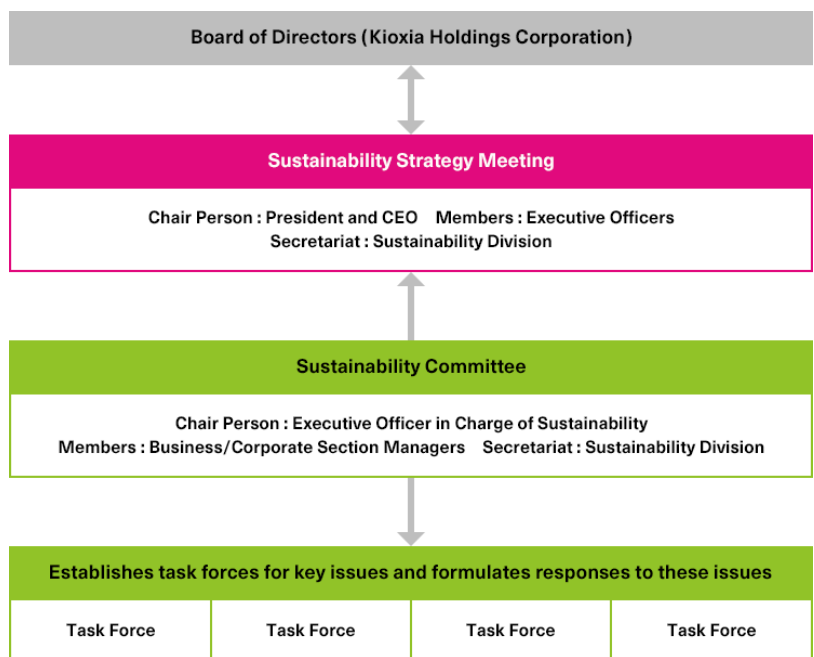 Board of Directors (Kioxia Holdings Corporation)
Sustainability Strategy Meeting
Chair Person : President and CEO Members : Executive Officers
Secretariat : Sustainability Division
Sustainability Committee
Chair Person : Executive Officer in Charge of Sustainability
Members : Business/Corporate Section Managers Secretariat : Sustainability Division
Establishes task forces for key issues and formulates responses to these issues
Task Force Task Force Task Force Task Force